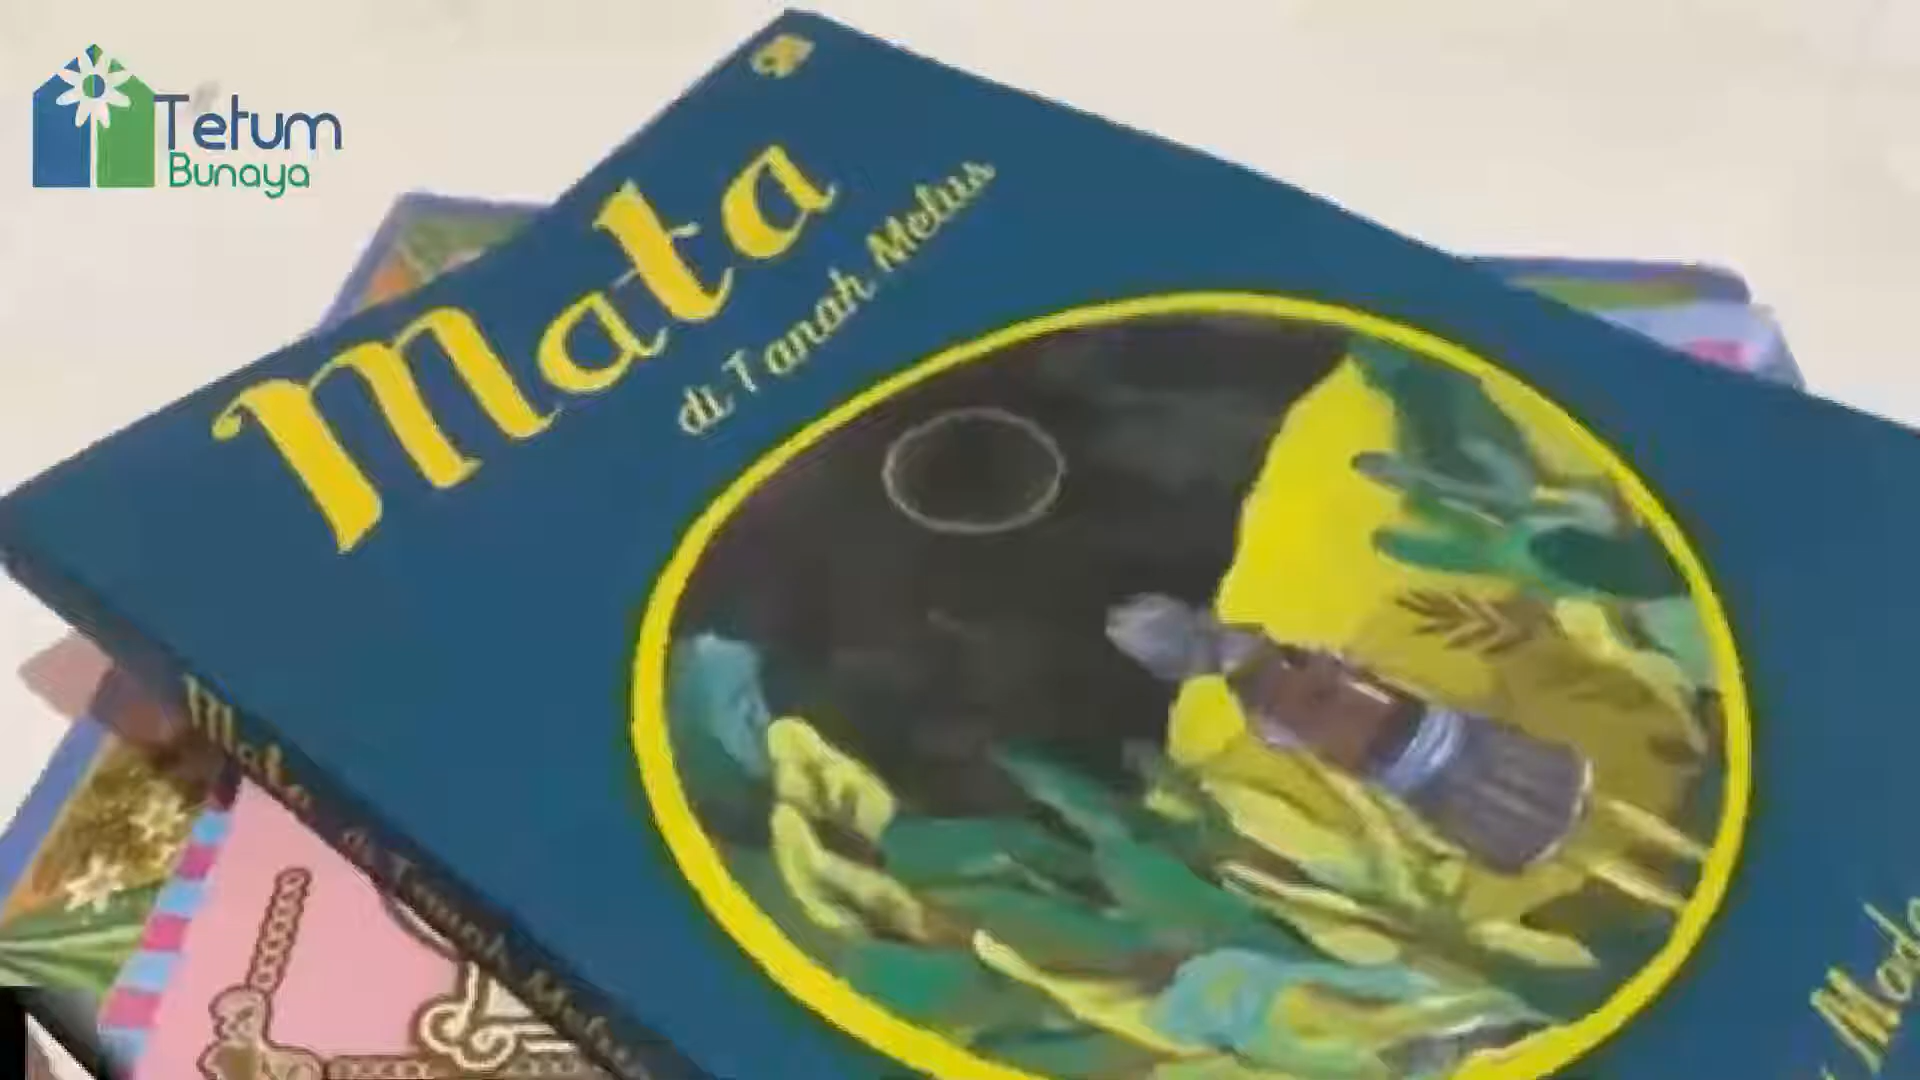 Tetum
Bunaya
Mata
di Tanah Melus
Mata di Tanah Melus